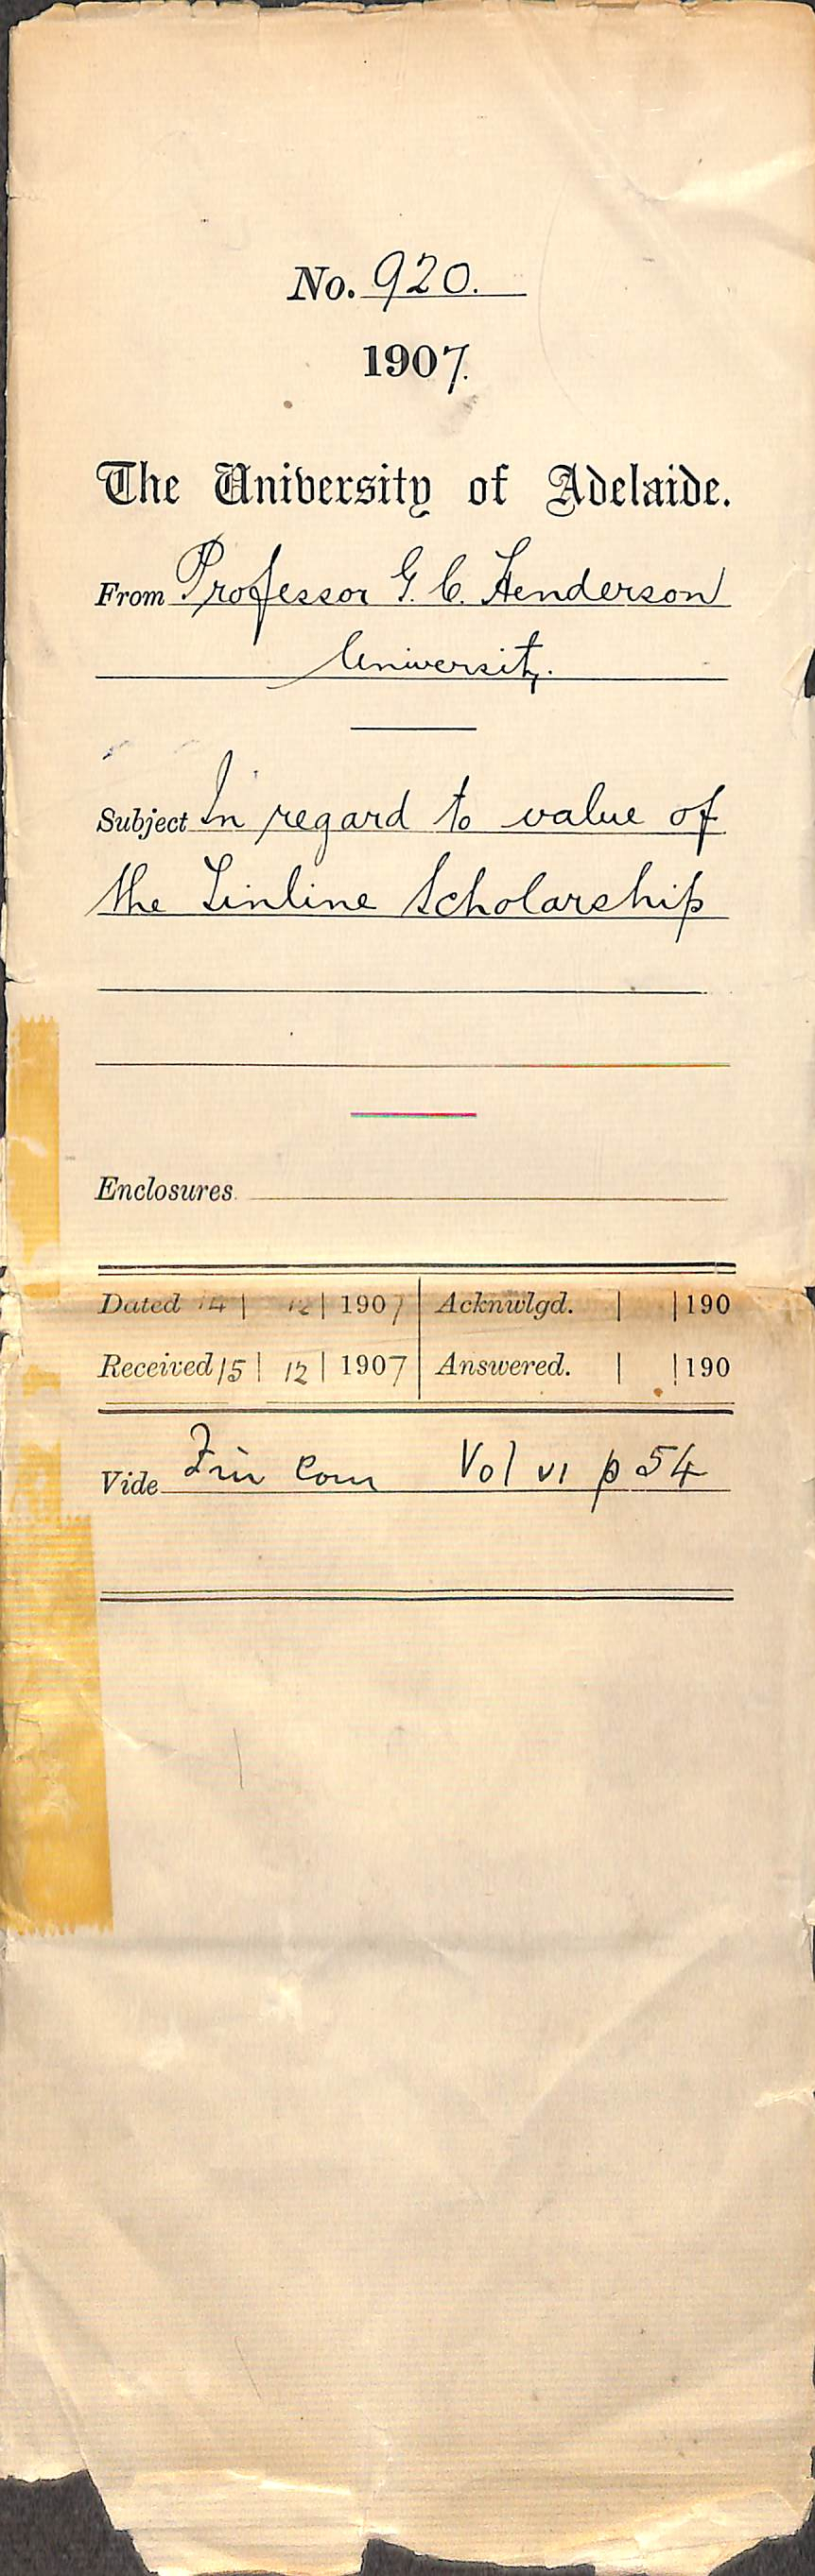 No. 920.
1907.
The University of Adelaide.
From Professor G. C. Henderson
University.
Subject In regard to value of
the Tinline Scholarship
Enclosures
Dated 14 | 12 | 1907 | Acknwlgd. | | 190
Received 15 | 12 | 1907 | Answered. | | 190
Vide Fin Com Vol VI p 54